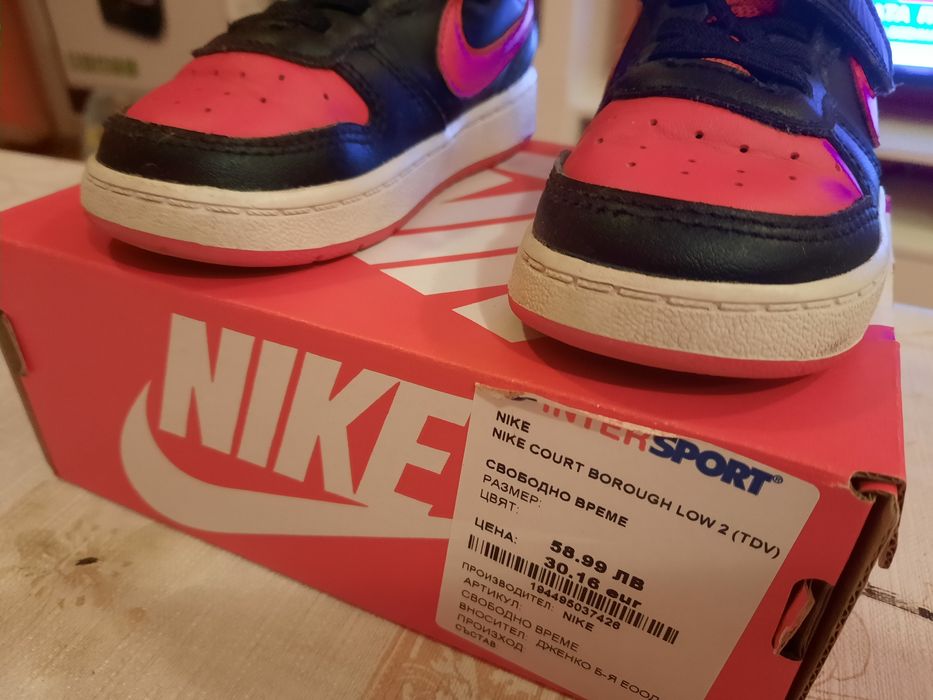 NIKE
INTERSPORT®
NIKE
NIKE COURT BOROUGH LOW 2 (TDV)
СВОБОДНО ВРЕМЕ
РАЗМЕР:
ЦВЯТ:
ЦЕНА:
58.99 ЛВ
30.16 eur
194495037426
ПРОИЗВОДИТЕЛ: NIKE
АРТИКУЛ:
СВОБОДНО ВРЕМЕ
ВНОСИТЕЛ: ДЖЕНКО Б-Я ЕООД
ПРОИЗХОД
СЪСТАВ